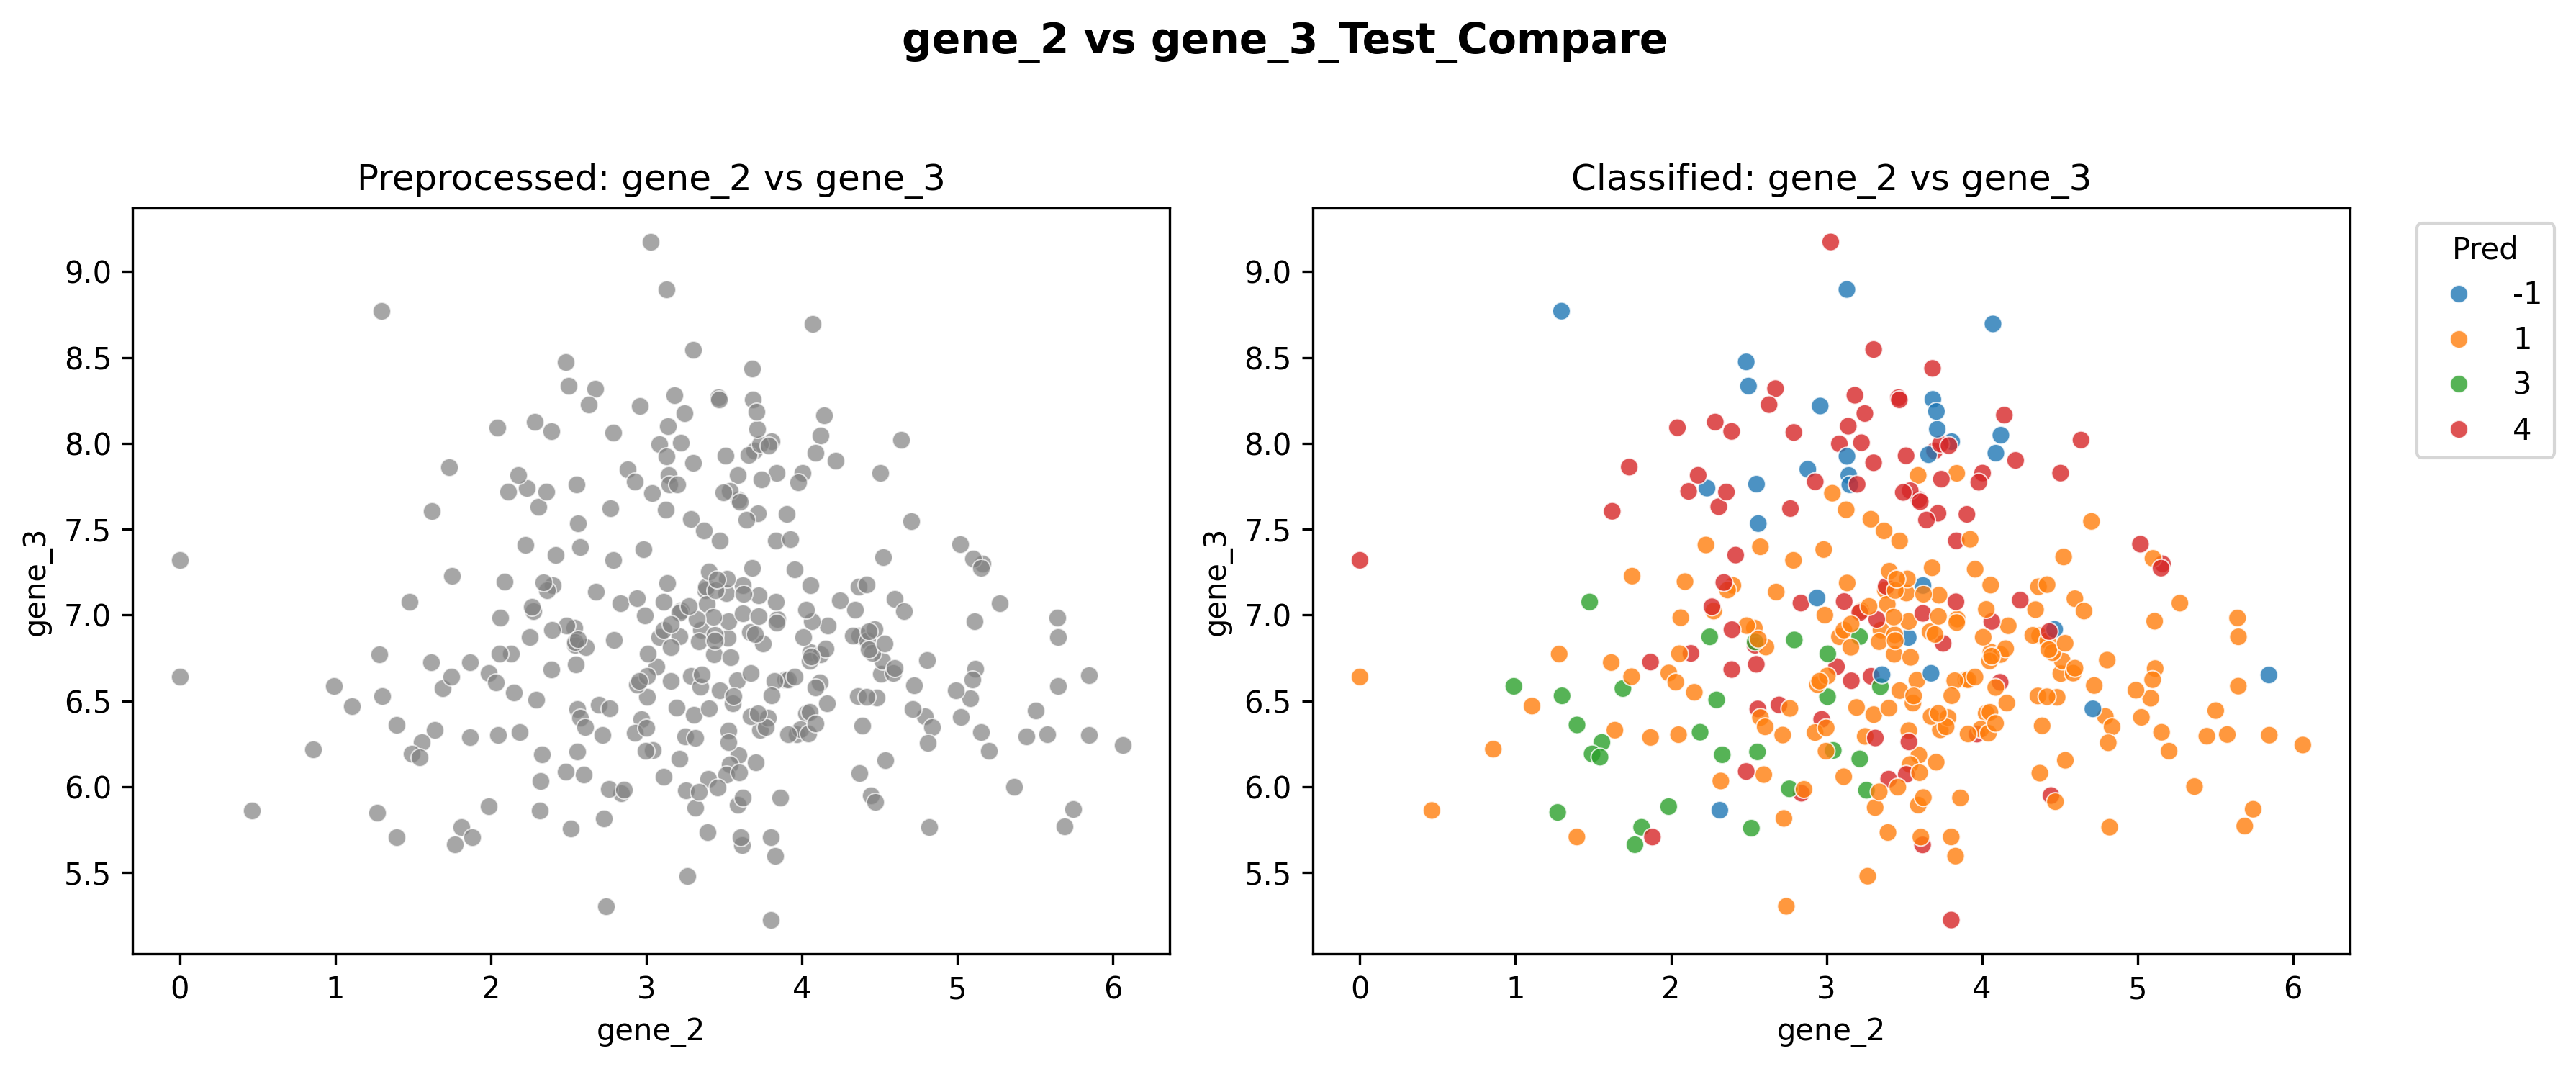 gene_2 vs gene_3_Test_Compare
Preprocessed: gene_2 vs gene_3
9.0
8.5
8.0
7.5
7.0
6.5
6.0
5.5
gene_3
0 1 2 3 4 5 6
gene_2
Classified: gene_2 vs gene_3
9.0
8.5
8.0
7.5
7.0
6.5
6.0
5.5
gene_3
0 1 2 3 4 5 6
gene_2
Pred
-1
1
3
4